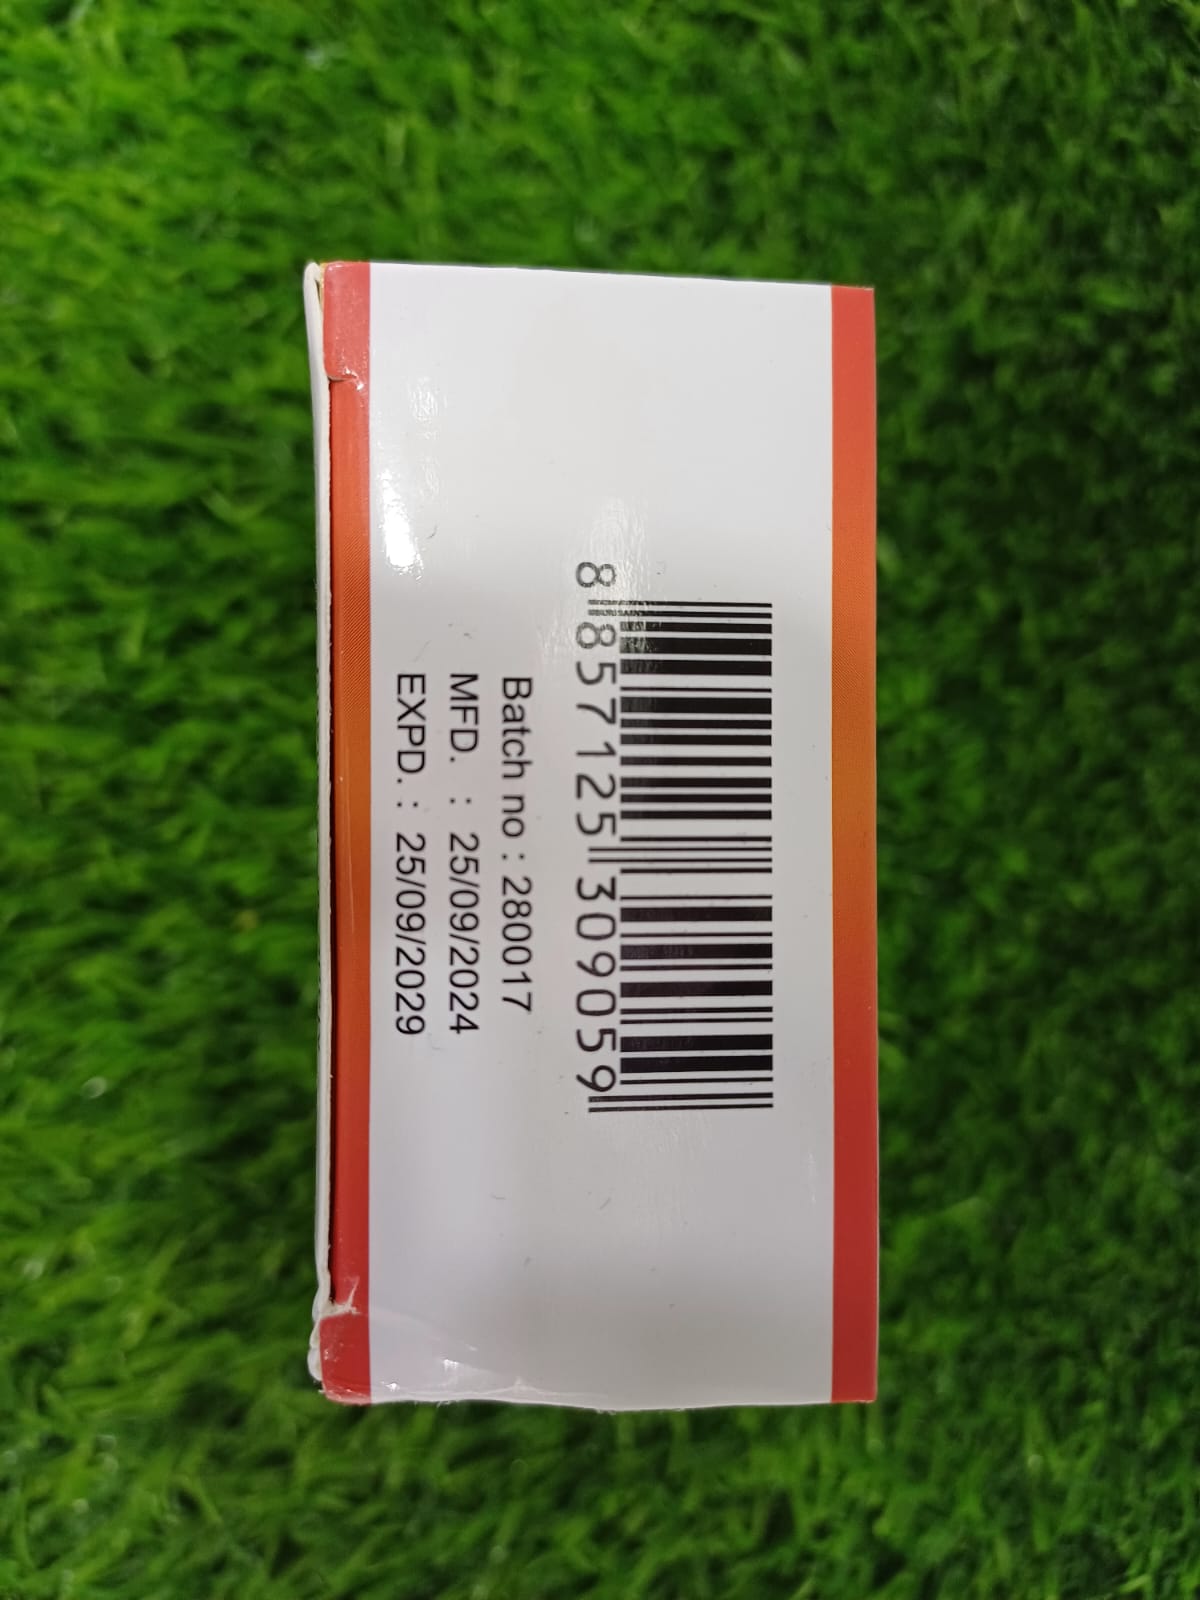 8 857125 309059
Batch no : 280017
MFD. : 25/09/2024
EXPD. : 25/09/2029